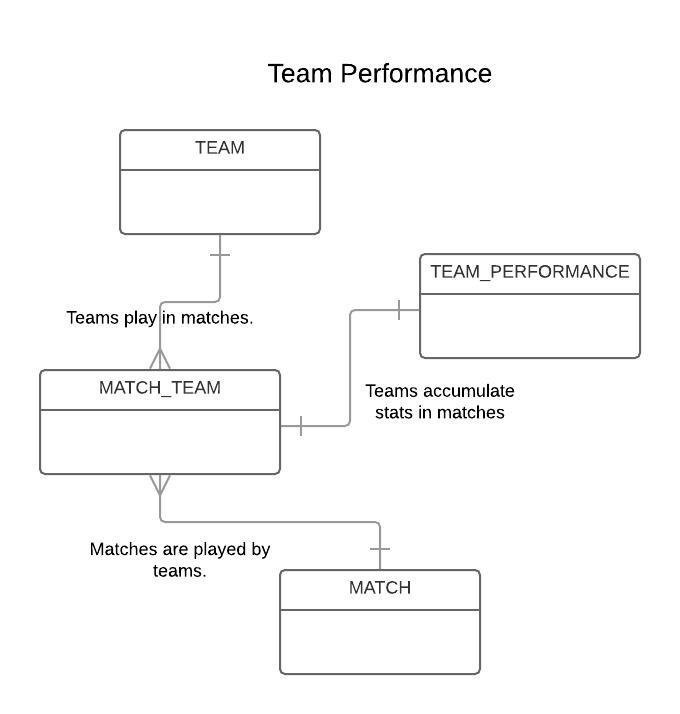 Team Performance
TEAM
TEAM_PERFORMANCE
Teams play in matches.
MATCH_TEAM
Teams accumulate
stats in matches
Matches are played by
teams.
MATCH